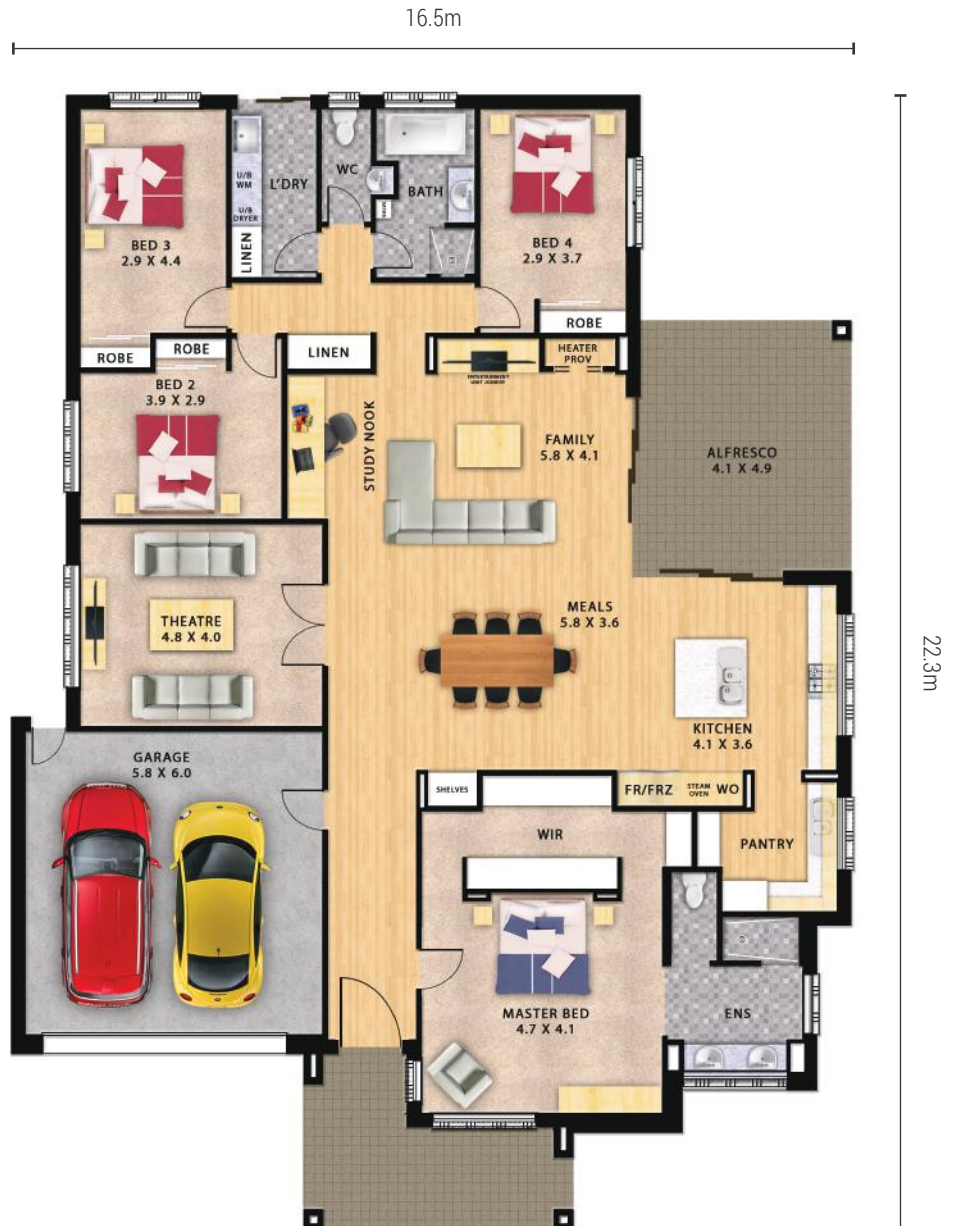 16.5m
22.3m
BED 3
2.9 X 4.4
U/B
WM
U/B
DRYER
LINEN
L'DRY
WC
BATH
BED 4
2.9 X 3.7
ROBE
ROBE
ROBE
LINEN
HEATER
PROV
ENTERTAINMENT
UNIT JOINERY
BED 2
3.9 X 2.9
STUDY NOOK
FAMILY
5.8 X 4.1
ALFRESCO
4.1 X 4.9
THEATRE
4.8 X 4.0
MEALS
5.8 X 3.6
KITCHEN
4.1 X 3.6
GARAGE
5.8 X 6.0
SHELVES
FR/FRZ
STEAM
OVEN
WO
WIR
PANTRY
MASTER BED
4.7 X 4.1
ENS